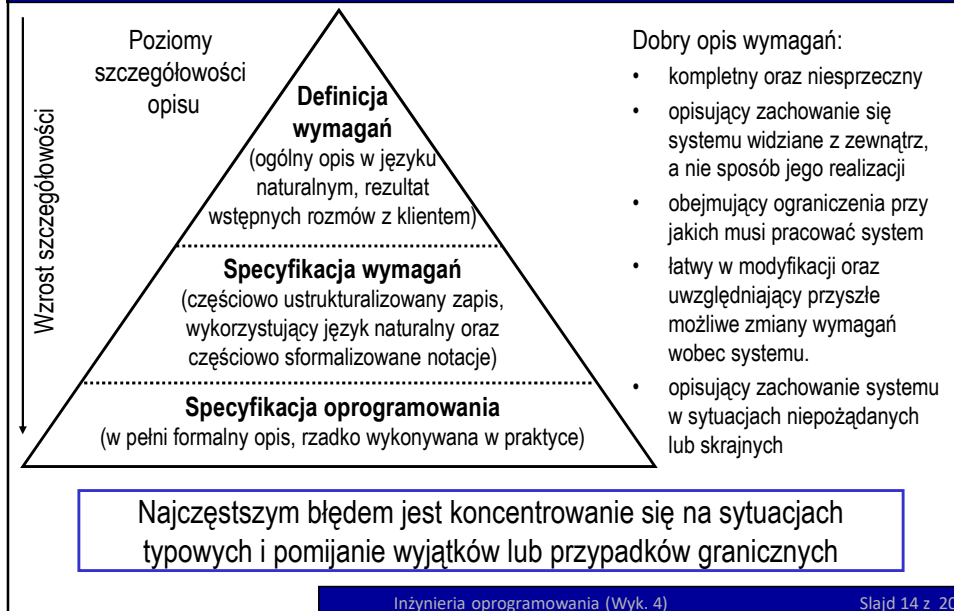 Poziomy
szczegółowości
opisu
Wzrost szczegółowości
Definicja
wymagań
(ogólny opis w języku
naturalnym, rezultat
wstępnych rozmów z klientem)
Specyfikacja wymagań
(częściowo ustrukturalizowany zapis,
wykorzystujący język naturalny oraz
częściowo sformalizowane notacje)
Specyfikacja oprogramowania
(w pełni formalny opis, rzadko wykonywana w praktyce)
Dobry opis wymagań:
• kompletny oraz niesprzeczny
• opisujący zachowanie się
systemu widziane z zewnątrz,
a nie sposób jego realizacji
• obejmujący ograniczenia przy
jakich musi pracować system
• łatwy w modyfikacji oraz
uwzględniający przyszłe
możliwe zmiany wymagań
wobec systemu.
• opisujący zachowanie systemu
w sytuacjach niepożądanych
lub skrajnych
Najczęstszym błędem jest koncentrowanie się na sytuacjach
typowych i pomijanie wyjątków lub przypadków granicznych
Inżynieria oprogramowania (Wyk. 4)
Slajd 14 z 20